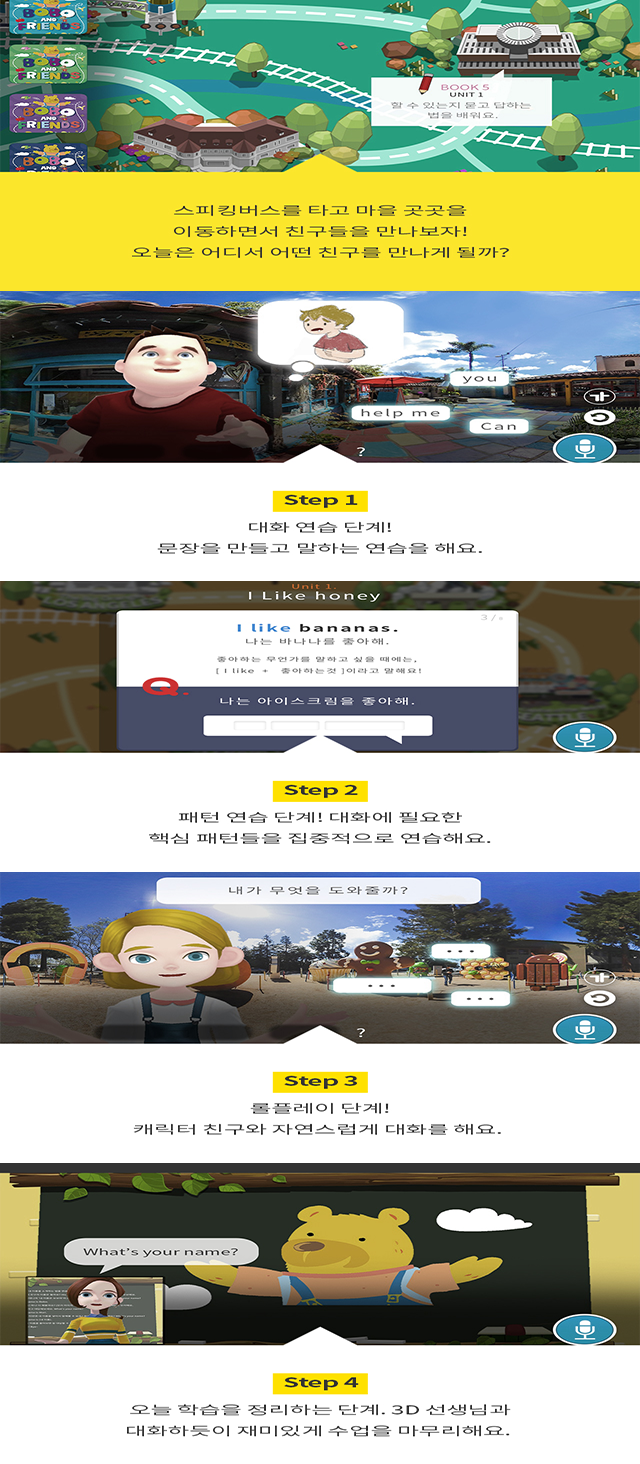 BOBO
AND
FRIENDS
BOBO
AND
FRIENDS
BOBO
AND
FRIENDS
BOBO
AND
BOOK 5
UNIT 1
할 수 있는지 묻고 답하는
법을 배워요.
스피킹버스를 타고 마을 곳곳을
이동하면서 친구들을 만나보자!
오늘은 어디서 어떤 친구를 만나게 될까?
you
help me
Can
?
Step 1
대화 연습 단계!
문장을 만들고 말하는 연습을 해요.
Unit 1.
I Like honey
I like bananas.
나는 바나나를 좋아해.
좋아하는 무언가를 말하고 싶을 때에는,
[ I like + 좋아하는것 ]이라고 말해요!
Q.
나는 아이스크림을 좋아해.
Step 2
패턴 연습 단계! 대화에 필요한
핵심 패턴들을 집중적으로 연습해요.
내가 무엇을 도와줄까?
...
...
...
?
Step 3
롤플레이 단계!
캐릭터 친구와 자연스럽게 대화를 해요.
What's your name?
Step 4
오늘 학습을 정리하는 단계. 3D 선생님과
대화하듯이 재미있게 수업을 마무리해요.